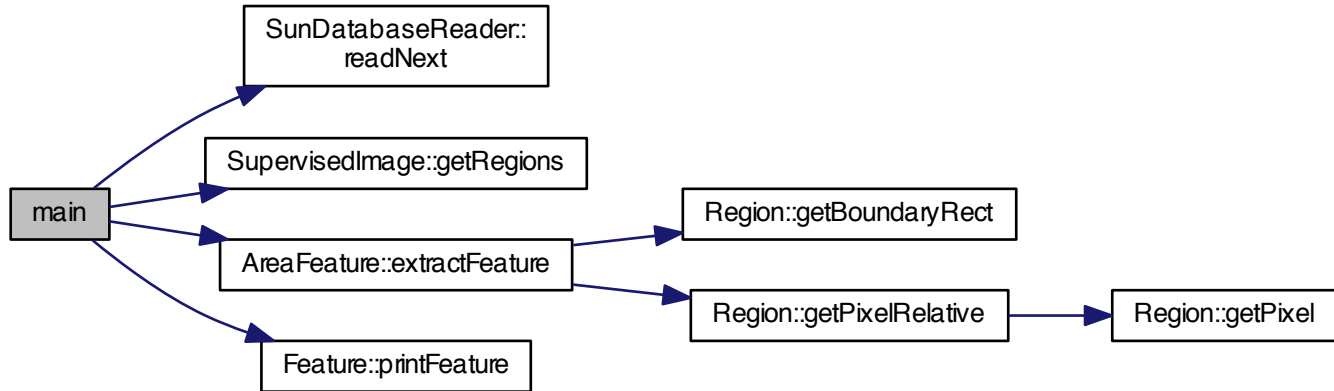 SunDatabaseReader::
readNext
SupervisedImage::getRegions
main
Region::getBoundaryRect
AreaFeature::extractFeature
Region::getPixelRelative
Region::getPixel
Feature::printFeature